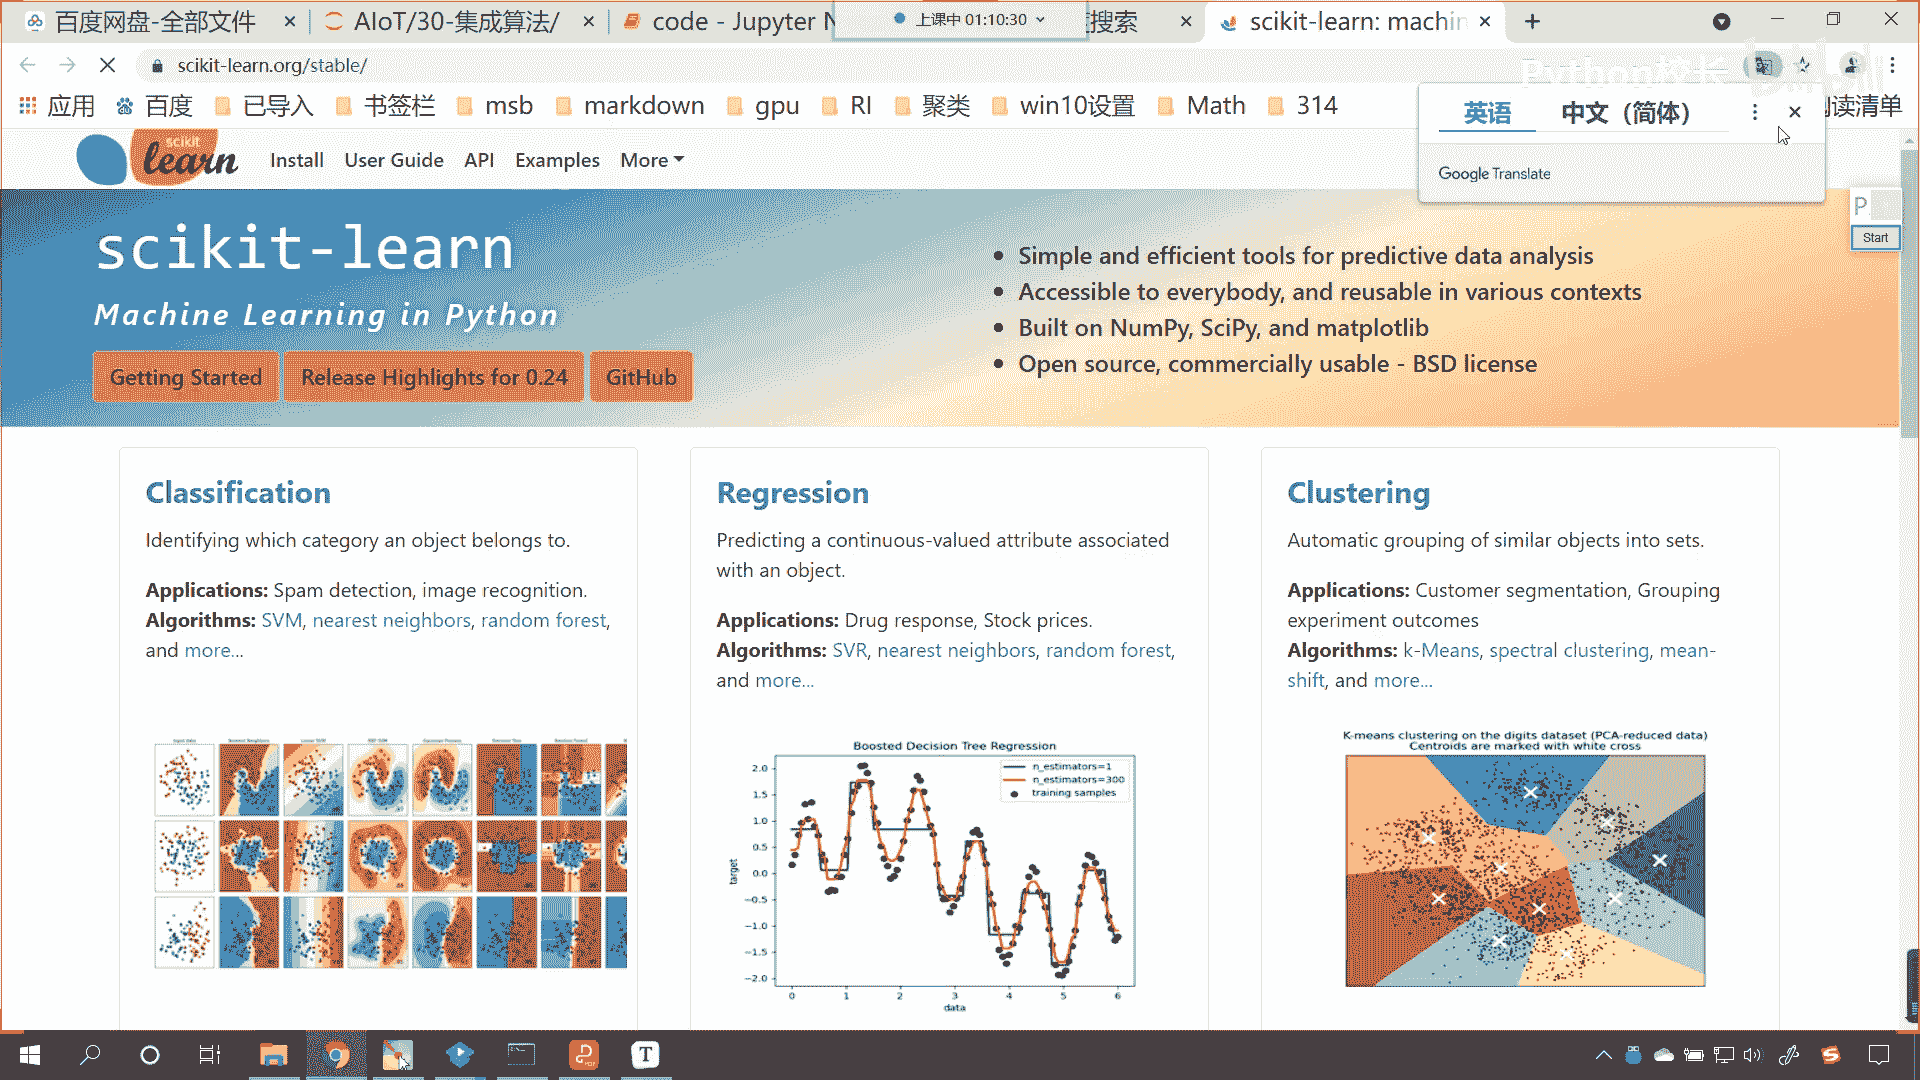 百度网盘-全部文件
AIoT/30-集成算法/
code - Jupyter N
上课中 01:10:30
搜索
scikit-learn: machin
scikit-learn.org/stable/
Python校长
bilibili
应用
百度
已导入
书签栏
msb
markdown
gpu
RI
聚类
win10设置
Math
314
阅读清单
英语
中文（简体）
Google Translate
scikit
learn
Install
User Guide
API
Examples
More
P
Start
scikit-learn
Machine Learning in Python
Getting Started
Release Highlights for 0.24
GitHub
Simple and efficient tools for predictive data analysis
Accessible to everybody, and reusable in various contexts
Built on NumPy, SciPy, and matplotlib
Open source, commercially usable - BSD license
Classification
Identifying which category an object belongs to.
Applications: Spam detection, image recognition.
Algorithms: SVM, nearest neighbors, random forest,
and more...
Regression
Predicting a continuous-valued attribute associated
with an object.
Applications: Drug response, Stock prices.
Algorithms: SVR, nearest neighbors, random forest,
and more...
Boosted Decision Tree Regression
n_estimators=1
n_estimators=300
training samples
target
2.0
1.5
1.0
0.5
0.0
−0.5
−1.0
−1.5
−2.0
0 1 2 3 4 5 6
data
Clustering
Automatic grouping of similar objects into sets.
Applications: Customer segmentation, Grouping
experiment outcomes
Algorithms: k-Means, spectral clustering, mean-
shift, and more...
K-means clustering on the digits dataset (PCA-reduced data)
Centroids are marked with white cross